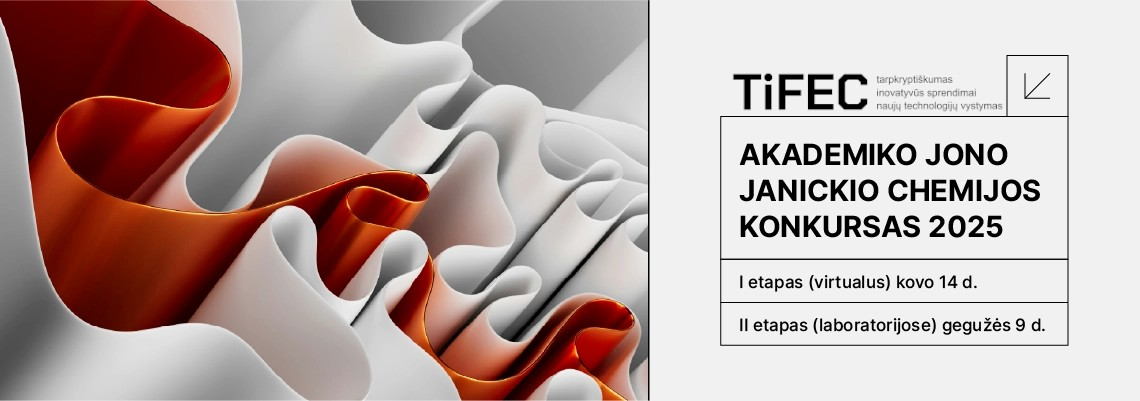 TiFEC
tarpkryptiškumas
inovatyvūs sprendimai
naujų technologijų vystymas
AKADEMIKO JONO
JANICKIO CHEMIJOS
KONKURSAS 2025
I etapas (virtualus) kovo 14 d.
II etapas (laboratorijose) gegužės 9 d.